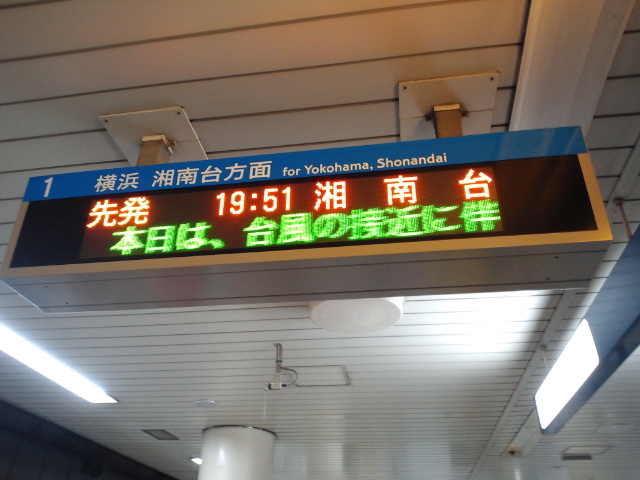 1 横浜 湘南台方面 for Yokohama, Shonandai
先発 19:51 湘南台
本日は、台風の接近に伴